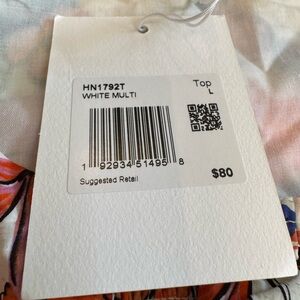 HN1792T
WHITE MULTI
Top
L
1 92934 51495 8
Suggested Retail
$80